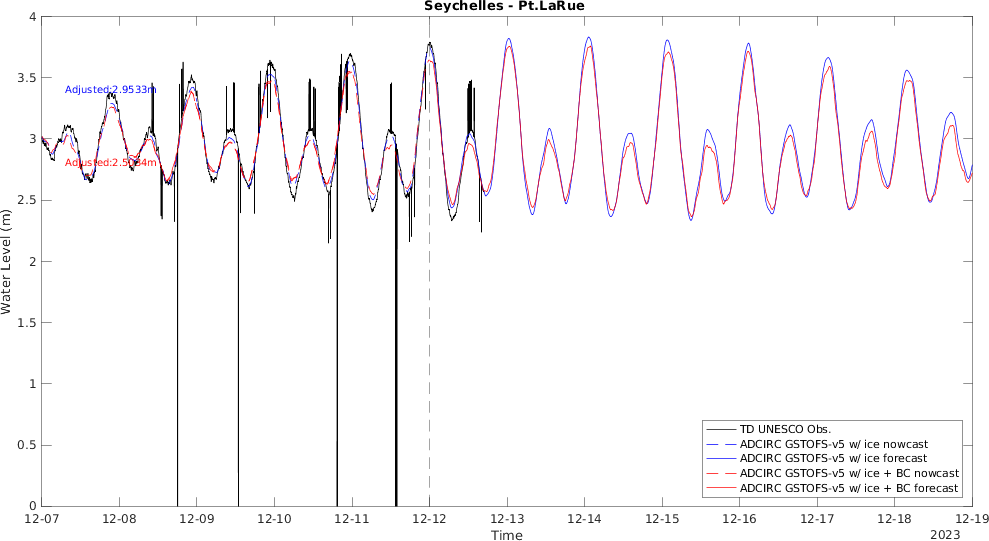 Seychelles - Pt.LaRue
4
3.5
3
2.5
2
1.5
1
0.5
0
Water Level (m)
Adjusted:2.9533m
12-07
12-08
12-09
12-10
12-11
12-12
12-13
12-14
12-15
12-16
12-17
12-18
12-19
Time
2023
TD UNESCO Obs.
ADCIRC GSTOFS-v5 w/ ice nowcast
ADCIRC GSTOFS-v5 w/ ice forecast
ADCIRC GSTOFS-v5 w/ ice + BC nowcast
ADCIRC GSTOFS-v5 w/ ice + BC forecast